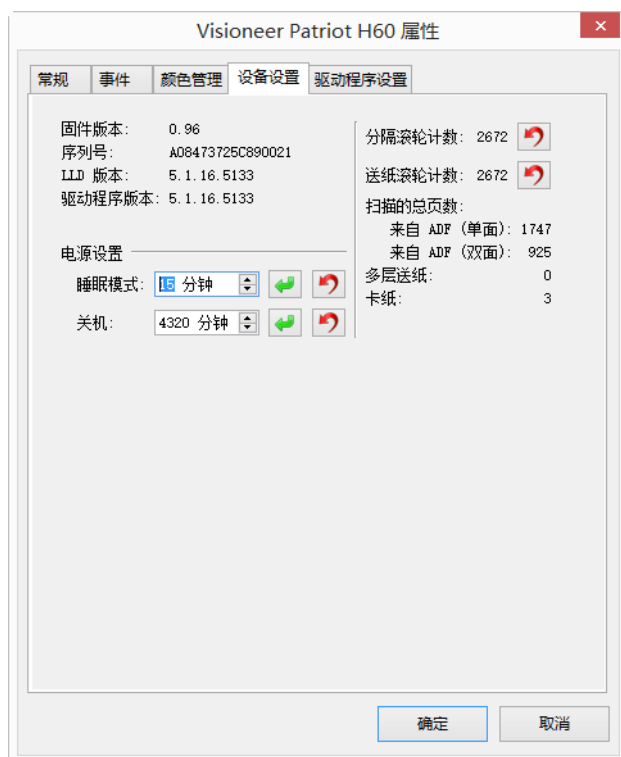 Visioneer Patriot H60 属性
常规 事件 颜色管理 设备设置 驱动程序设置
固件版本: 0.96
序列号: A08473725C890021
LLD 版本: 5.1.16.5133
驱动程序版本: 5.1.16.5133
电源设置
睡眠模式: 15 分钟
关机: 4320 分钟
分隔滚轮计数: 2672
送纸滚轮计数: 2672
扫描的总页数:
来自 ADF (单面): 1747
来自 ADF (双面): 925
多层送纸: 0
卡纸: 3
确定 取消